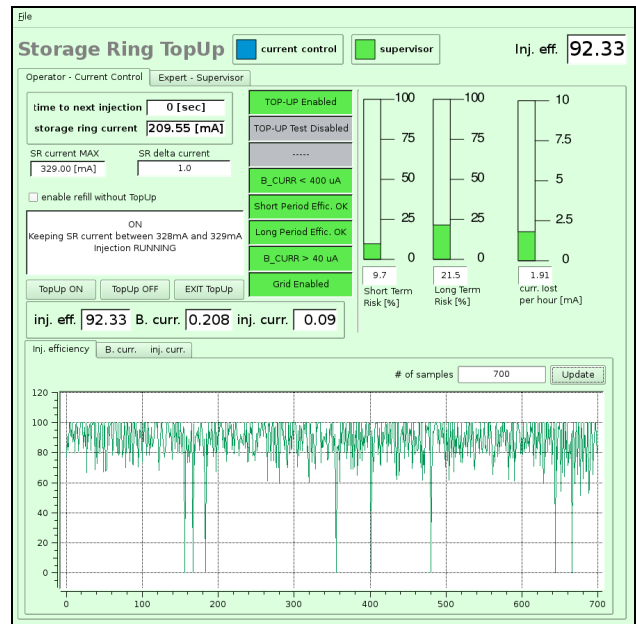 File
Storage Ring TopUp current control supervisor Inj. eff. 92.33
Operator - Current Control Expert - Supervisor
time to next injection 0 [sec]
storage ring current 209.55 [mA]
SR current MAX SR delta current
329.00 [mA] 1.0
enable refill without TopUp
ON
Keeping SR current between 328mA and 329mA
Injection RUNNING
TopUp ON TopUp OFF EXIT TopUp
TOP-UP Enabled
TOP-UP Test Disabled
-----
B_CURR < 400 uA
Short Period Effic. OK
Long Period Effic. OK
B_CURR > 40 uA
Grid Enabled
100
75
50
25
0
9.7
Short Term
Risk [%]
100
75
50
25
0
21.5
Long Term
Risk [%]
10
7.5
5
2.5
0
1.91
curr. lost
per hour [mA]
inj. eff. 92.33 B. curr. 0.208 inj. curr. 0.09
Inj. efficiency B. curr. inj. curr.
# of samples 700 Update
120
100
80
60
40
20
0
0 100 200 300 400 500 600 700